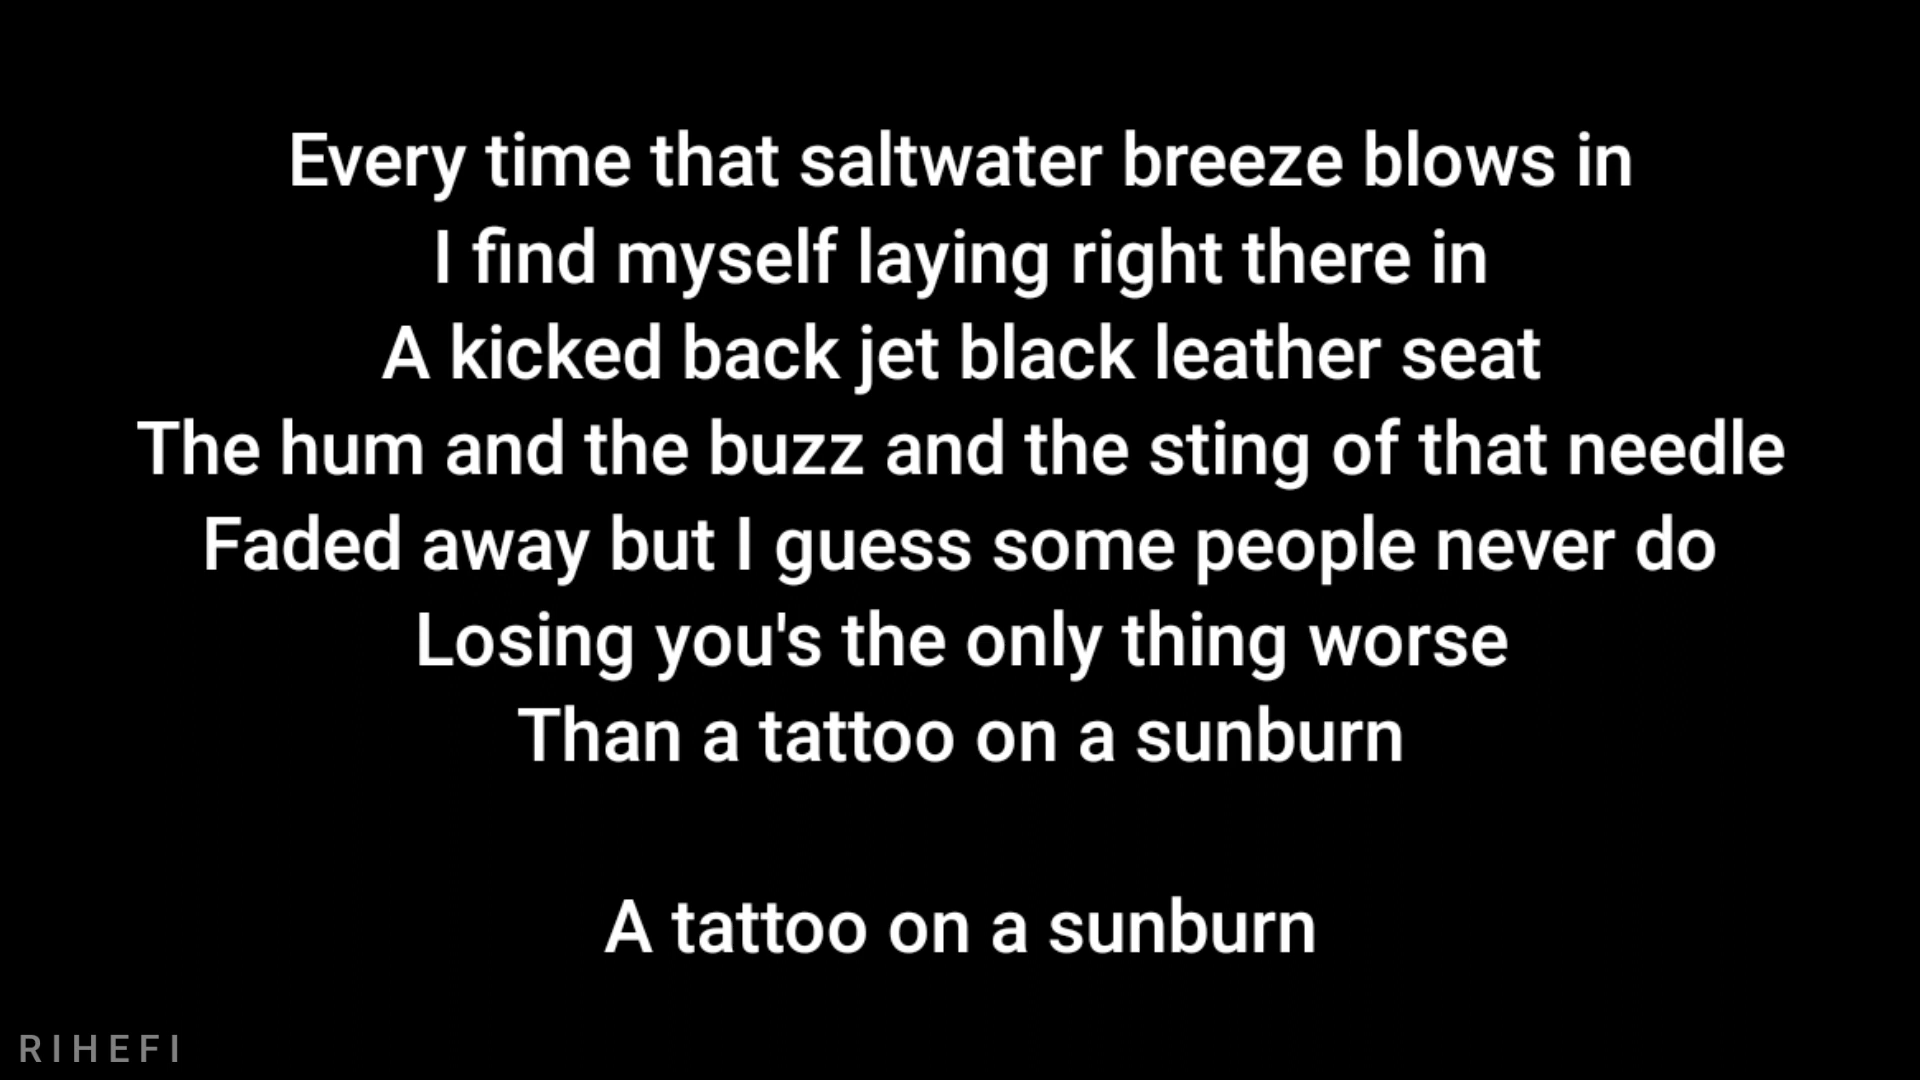 Every time that saltwater breeze blows in
I find myself laying right there in
A kicked back jet black leather seat
The hum and the buzz and the sting of that needle
Faded away but I guess some people never do
Losing you's the only thing worse
Than a tattoo on a sunburn
A tattoo on a sunburn
RIHEFI